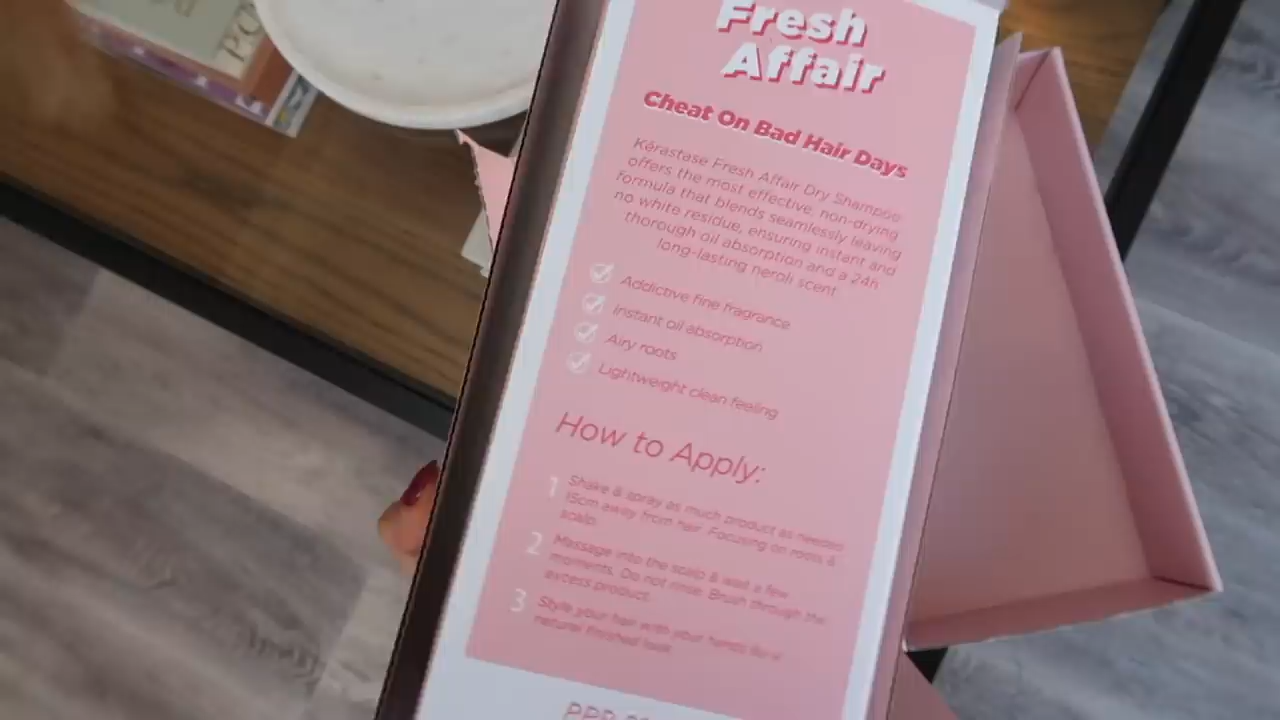 Fresh
Affair
Cheat On Bad Hair Days
Kérastase Fresh Affair Dry Shampoo
offers the most effective, non-drying
formula that blends seamlessly leaving
no white residue, ensuring instant and
thorough oil absorption and a 24h
long-lasting neroli scent
Addictive fine fragrance
Instant oil absorption
Airy roots
Lightweight clean feeling
How to Apply:
1 Shake & spray as much product as needed
15cm away from hair. Focusing on roots &
scalp.
2 Massage into the scalp & wait a few
moments. Do not rinse. Brush through the
excess product.
3 Style your hair with your hands for a
natural finished look